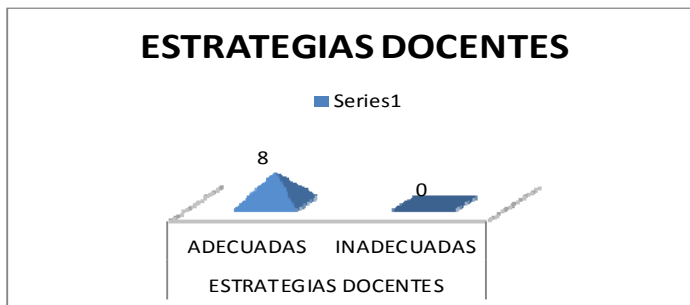 ESTRATEGIAS DOCENTES
Series1
8
0
ADECUADAS INADECUADAS
ESTRATEGIAS DOCENTES